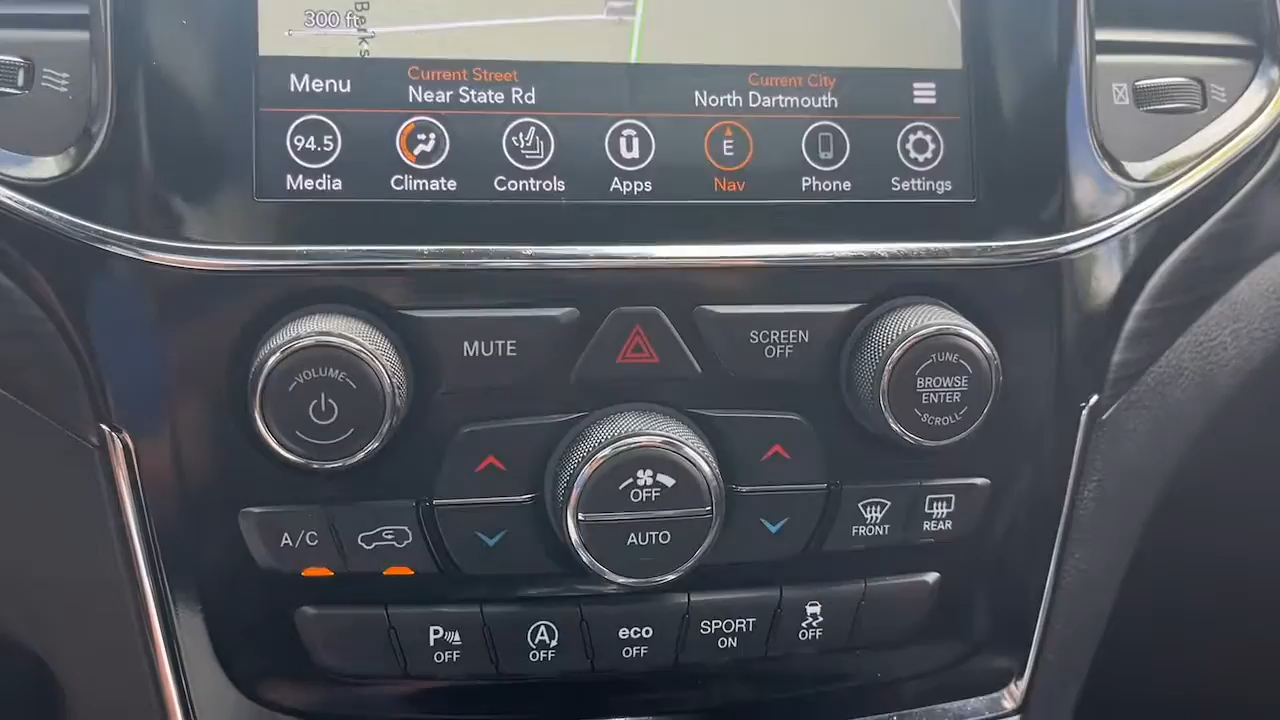 300 ft
Barks
Menu
Current Street
Near State Rd
Current City
North Dartmouth
94.5
E
Media
Climate
Controls
Apps
Nav
Phone
Settings
VOLUME
MUTE
SCREEN
OFF
TUNE
BROWSE
ENTER
SCROLL
OFF
AUTO
A/C
FRONT
REAR
P
OFF
A
OFF
eco
OFF
SPORT
ON
OFF